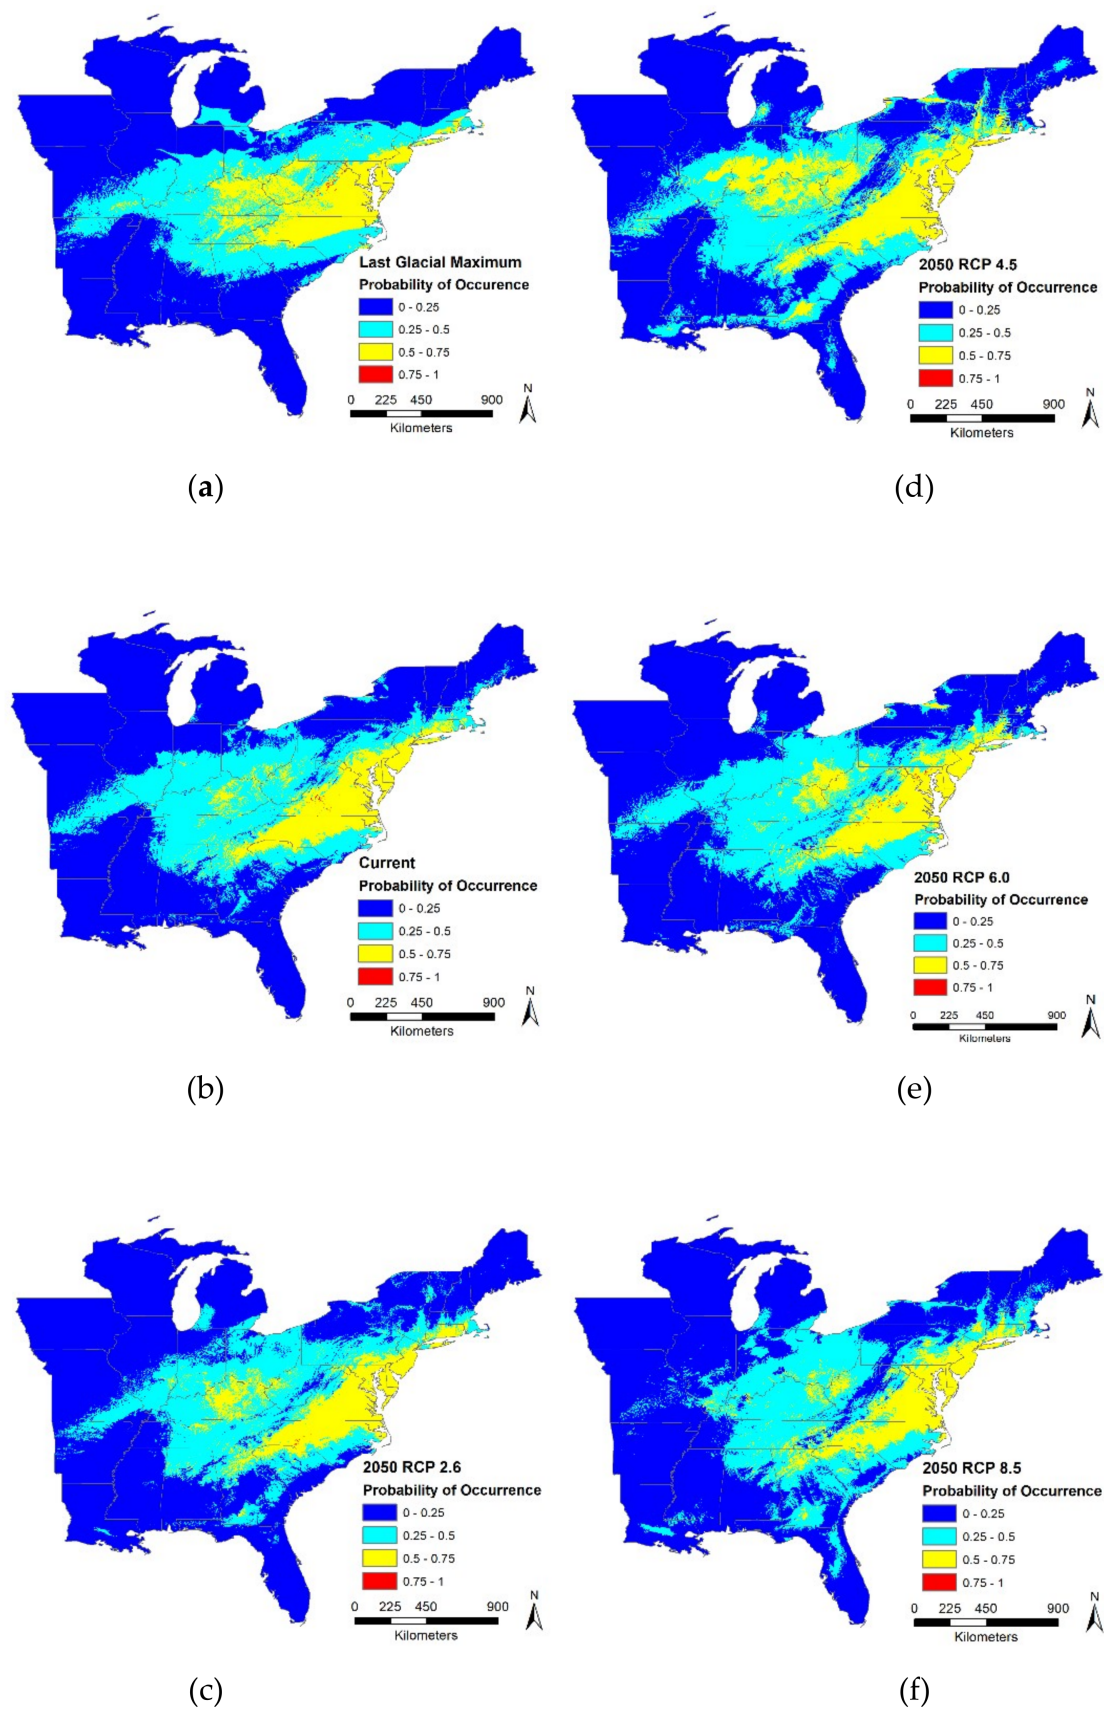 Last Glacial Maximum
Probability of Occurence
0 - 0.25
0.25 - 0.5
0.5 - 0.75
0.75 - 1
N
0 225 450 900
Kilometers
(a)
2050 RCP 4.5
Probability of Occurrence
0 - 0.25
0.25 - 0.5
0.5 - 0.75
0.75 - 1
N
0 225 450 900
Kilometers
(d)
Current
Probability of Occurrence
0 - 0.25
0.25 - 0.5
0.5 - 0.75
0.75 - 1
N
0 225 450 900
Kilometers
(b)
2050 RCP 6.0
Probability of Occurrence
0 - 0.25
0.25 - 0.5
0.5 - 0.75
0.75 - 1
N
0 225 450 900
Kilometers
(e)
2050 RCP 2.6
Probability of Occurrence
0 - 0.25
0.25 - 0.5
0.5 - 0.75
0.75 - 1
N
0 225 450 900
Kilometers
(c)
2050 RCP 8.5
Probability of Occurrence
0 - 0.25
0.25 - 0.5
0.5 - 0.75
0.75 - 1
N
0 225 450 900
Kilometers
(f)